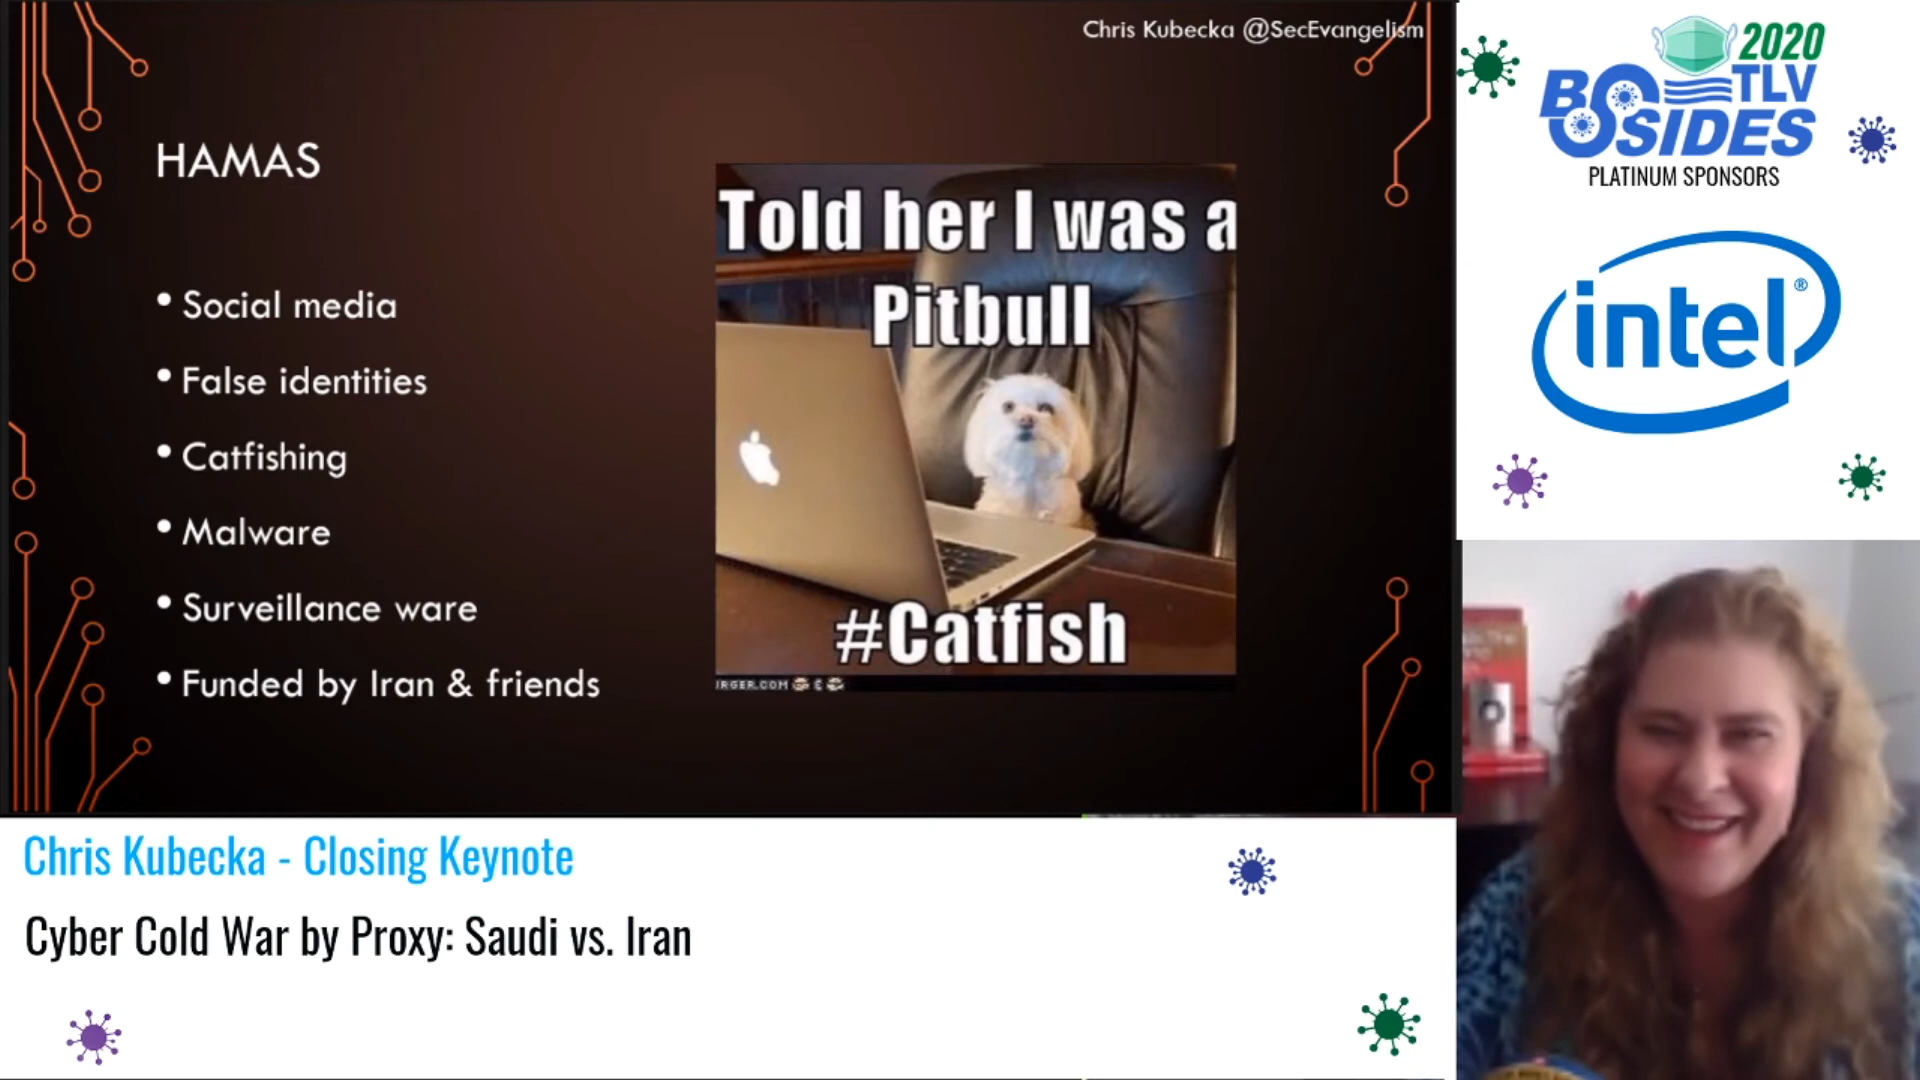 Chris Kubecka @SecEvangelism
HAMAS
• Social media
• False identities
• Catfishing
• Malware
• Surveillance ware
• Funded by Iran & friends
Told her I was a
Pitbull
#Catfish
RGER.COM
2020
BSIDES
TLV
PLATINUM SPONSORS
intel®
Chris Kubecka - Closing Keynote
Cyber Cold War by Proxy: Saudi vs. Iran